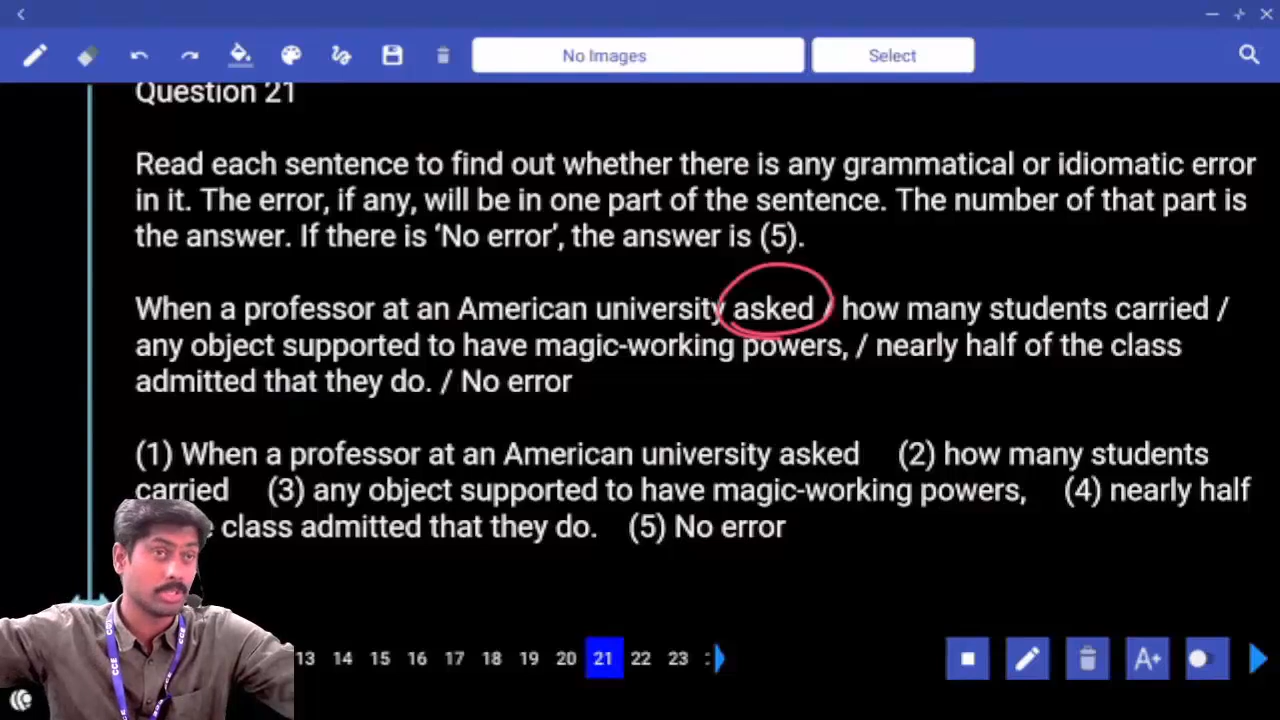 No Images
Select
Question 21
Read each sentence to find out whether there is any grammatical or idiomatic error
in it. The error, if any, will be in one part of the sentence. The number of that part is
the answer. If there is ‘No error’, the answer is (5).
When a professor at an American university asked / how many students carried /
any object supported to have magic-working powers, / nearly half of the class
admitted that they do. / No error
(1) When a professor at an American university asked (2) how many students
carried (3) any object supported to have magic-working powers, (4) nearly half
class admitted that they do. (5) No error
CCE
13 14 15 16 17 18 19 20 21 22 23
A+